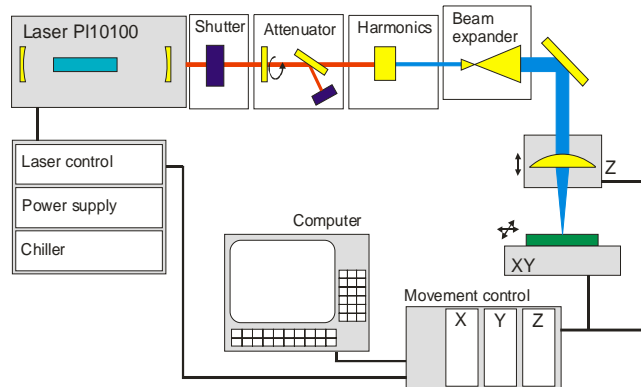 Laser PI10100
Shutter
Attenuator
Harmonics
Beam
expander
Laser control
Power supply
Chiller
Z
Computer
XY
Movement control
X
Y
Z